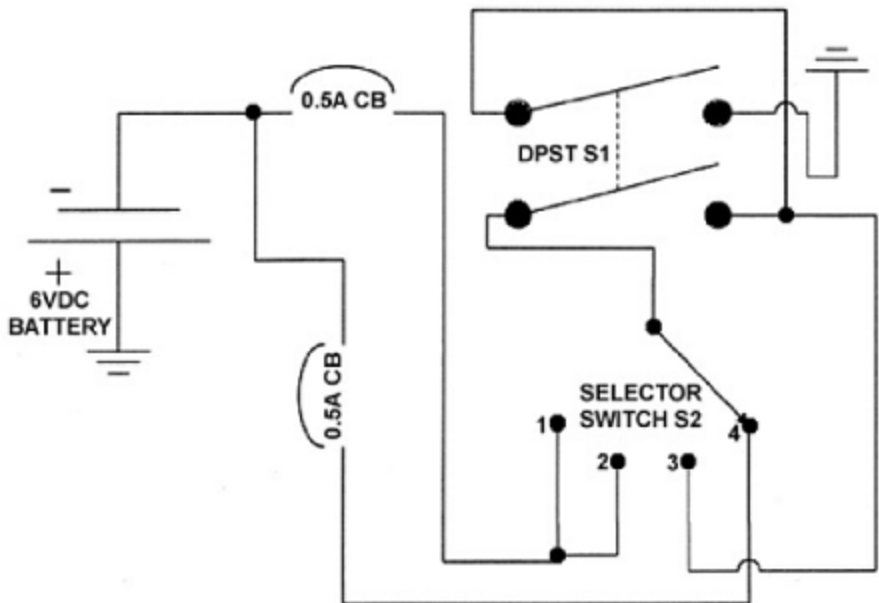 0.5A CB
DPST S1
-
+
6VDC
BATTERY
0.5A CB
SELECTOR
SWITCH S2
1
2
3
4